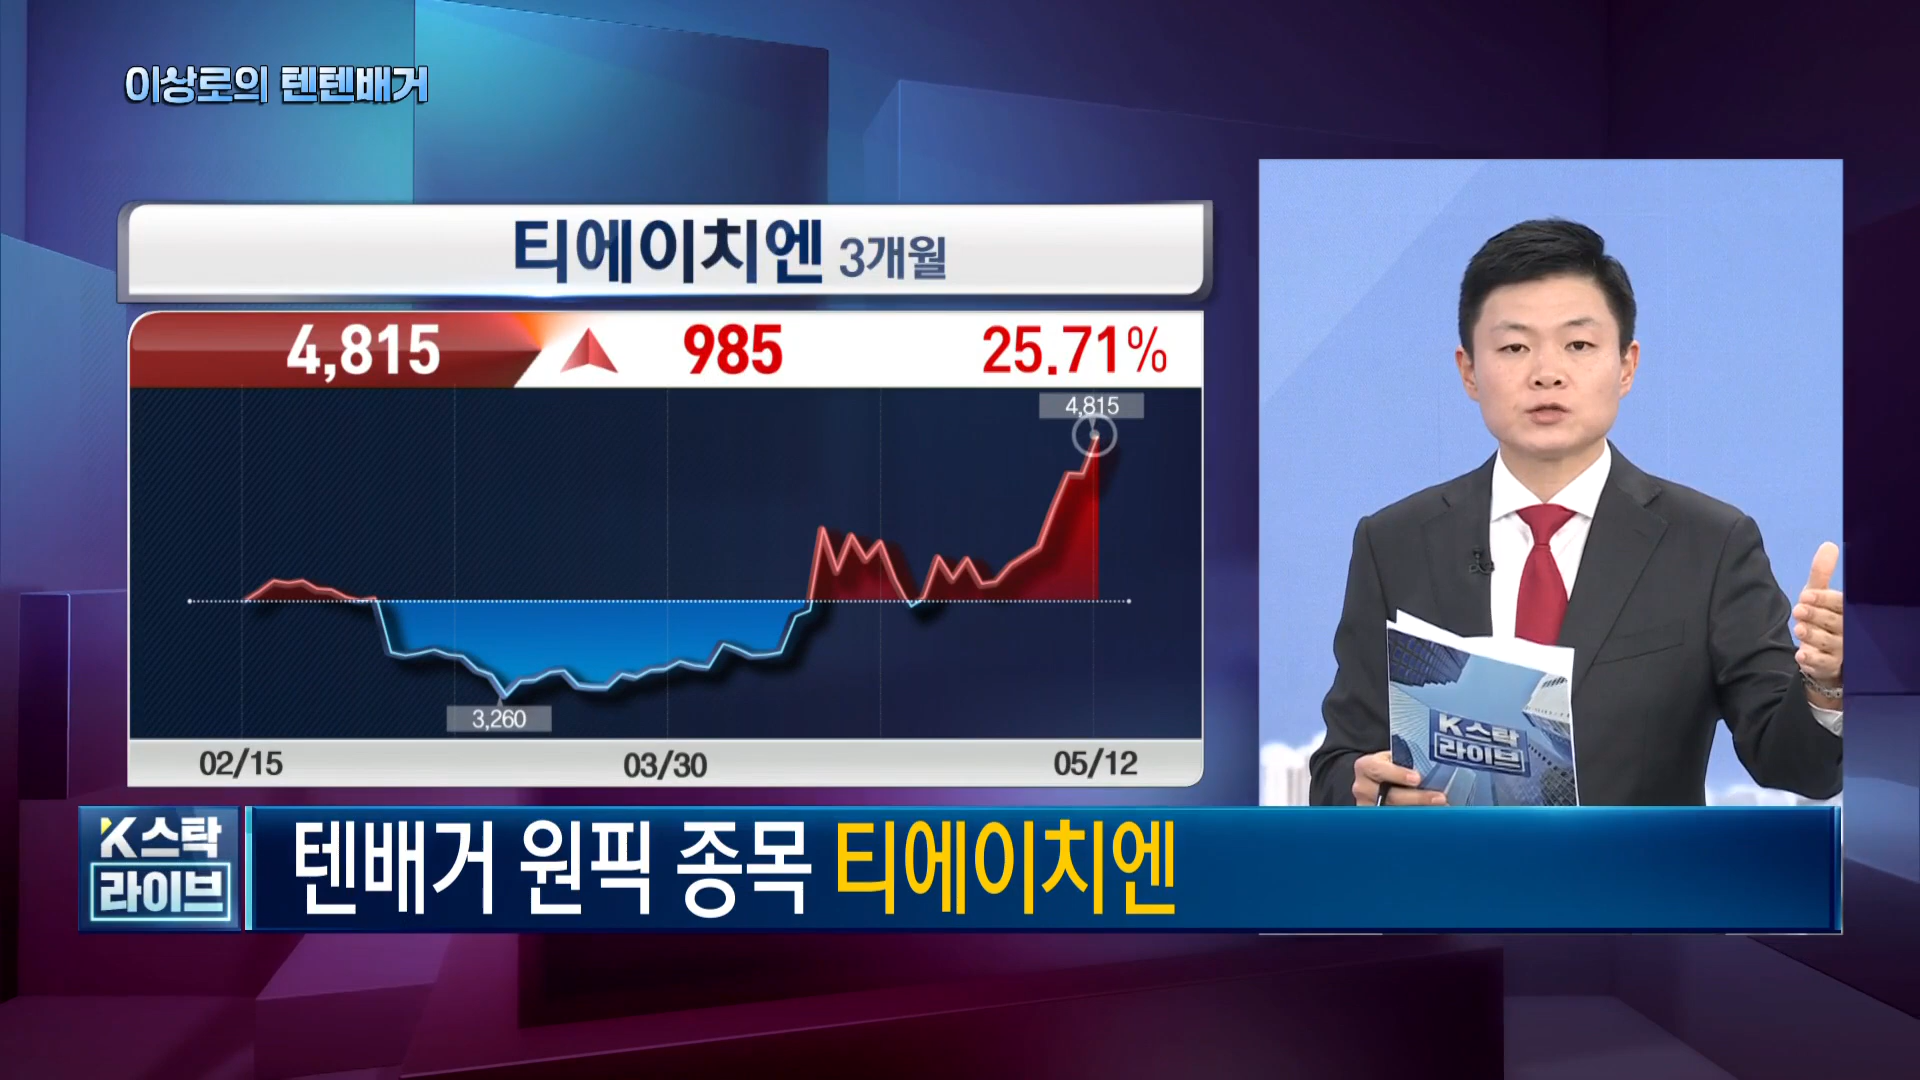 이상로의 텐텐배거
티에이치엔 3개월
4,815 985 25.71%
4,815
3,260
02/15 03/30 05/12
K스탁
라이브
K스탁
라이브
텐배거 원픽 종목 티에이치엔